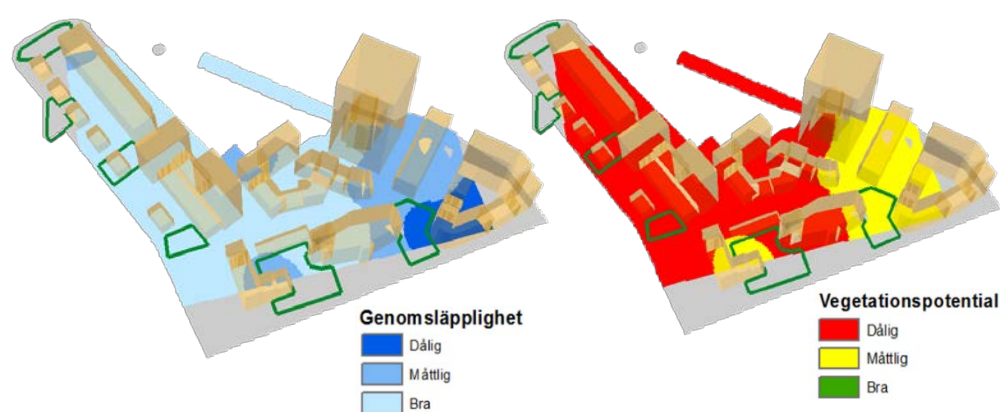 Genomsläpplighet
Dålig
Måttlig
Bra
Vegetationspotential
Dålig
Måttlig
Bra